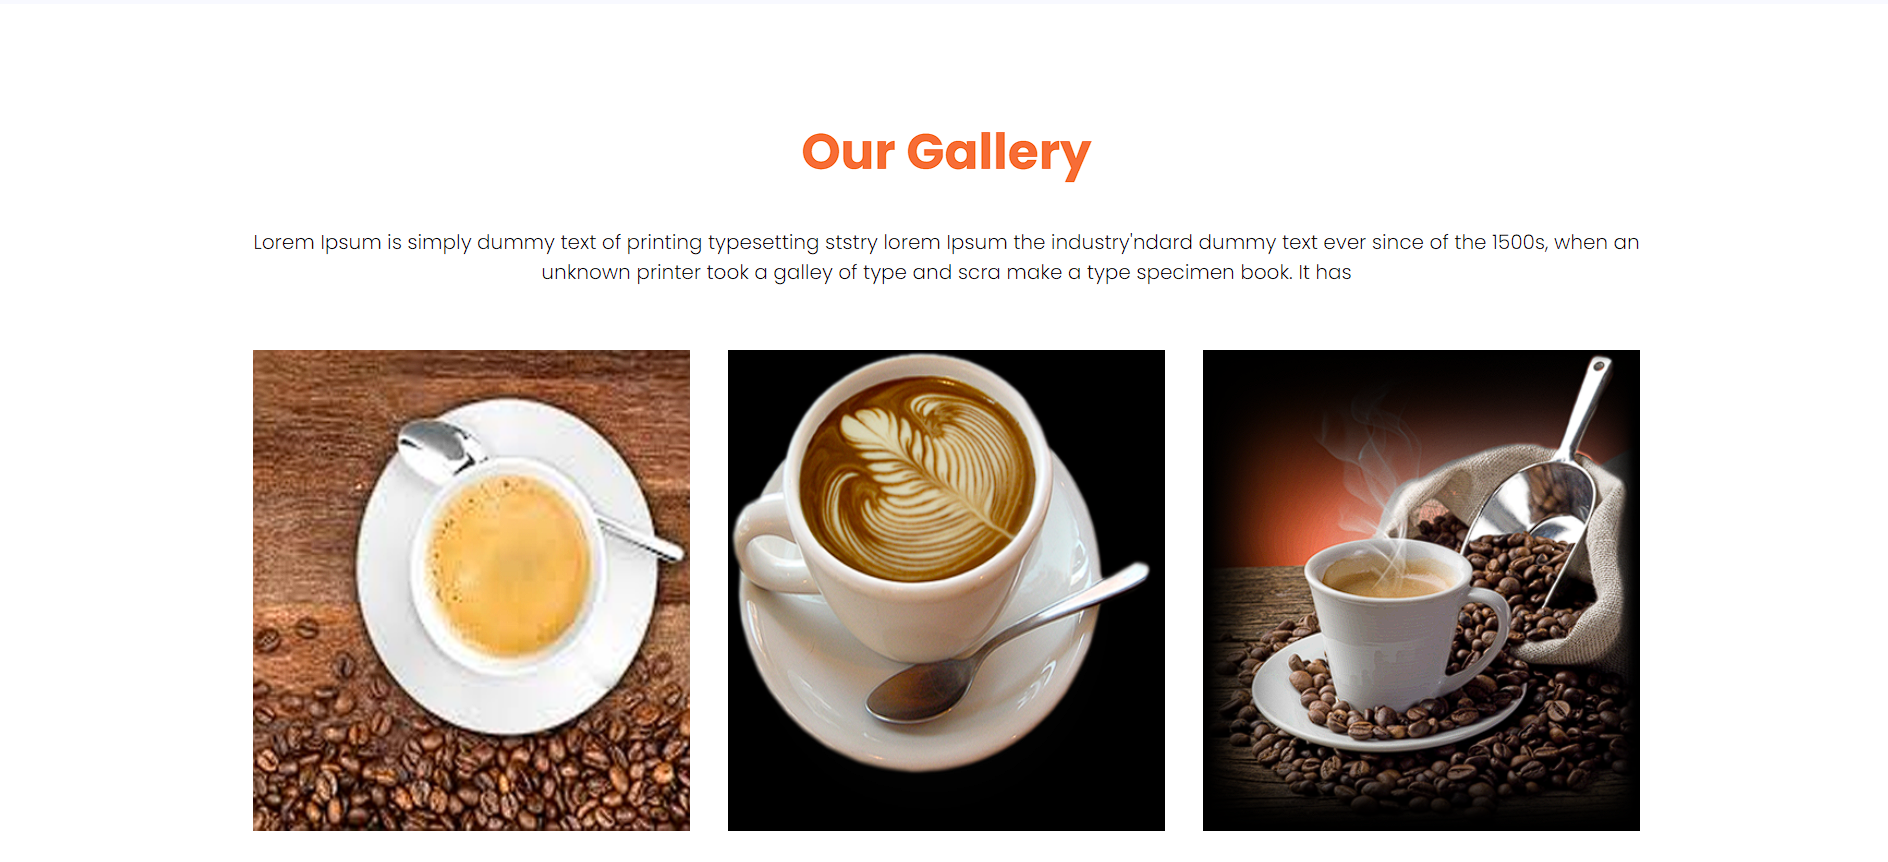 Our Gallery
Lorem Ipsum is simply dummy text of printing typesetting ststry lorem Ipsum the industry'ndard dummy text ever since of the 1500s, when an
unknown printer took a galley of type and scra make a type specimen book. It has